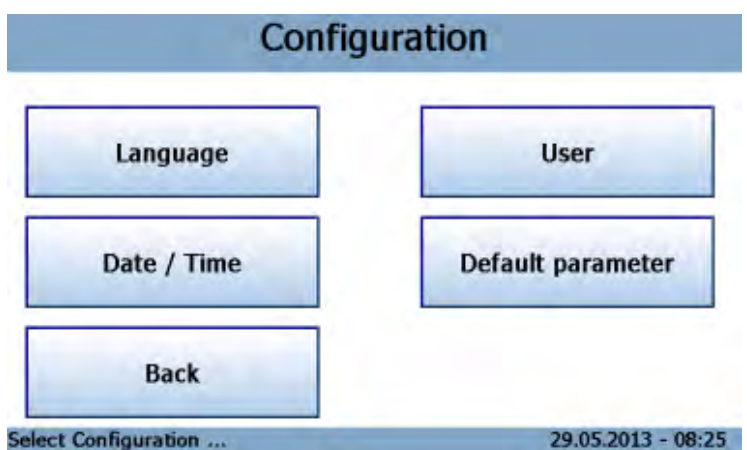 Configuration
Language
User
Date / Time
Default parameter
Back
Select Configuration ...
29.05.2013 - 08:25